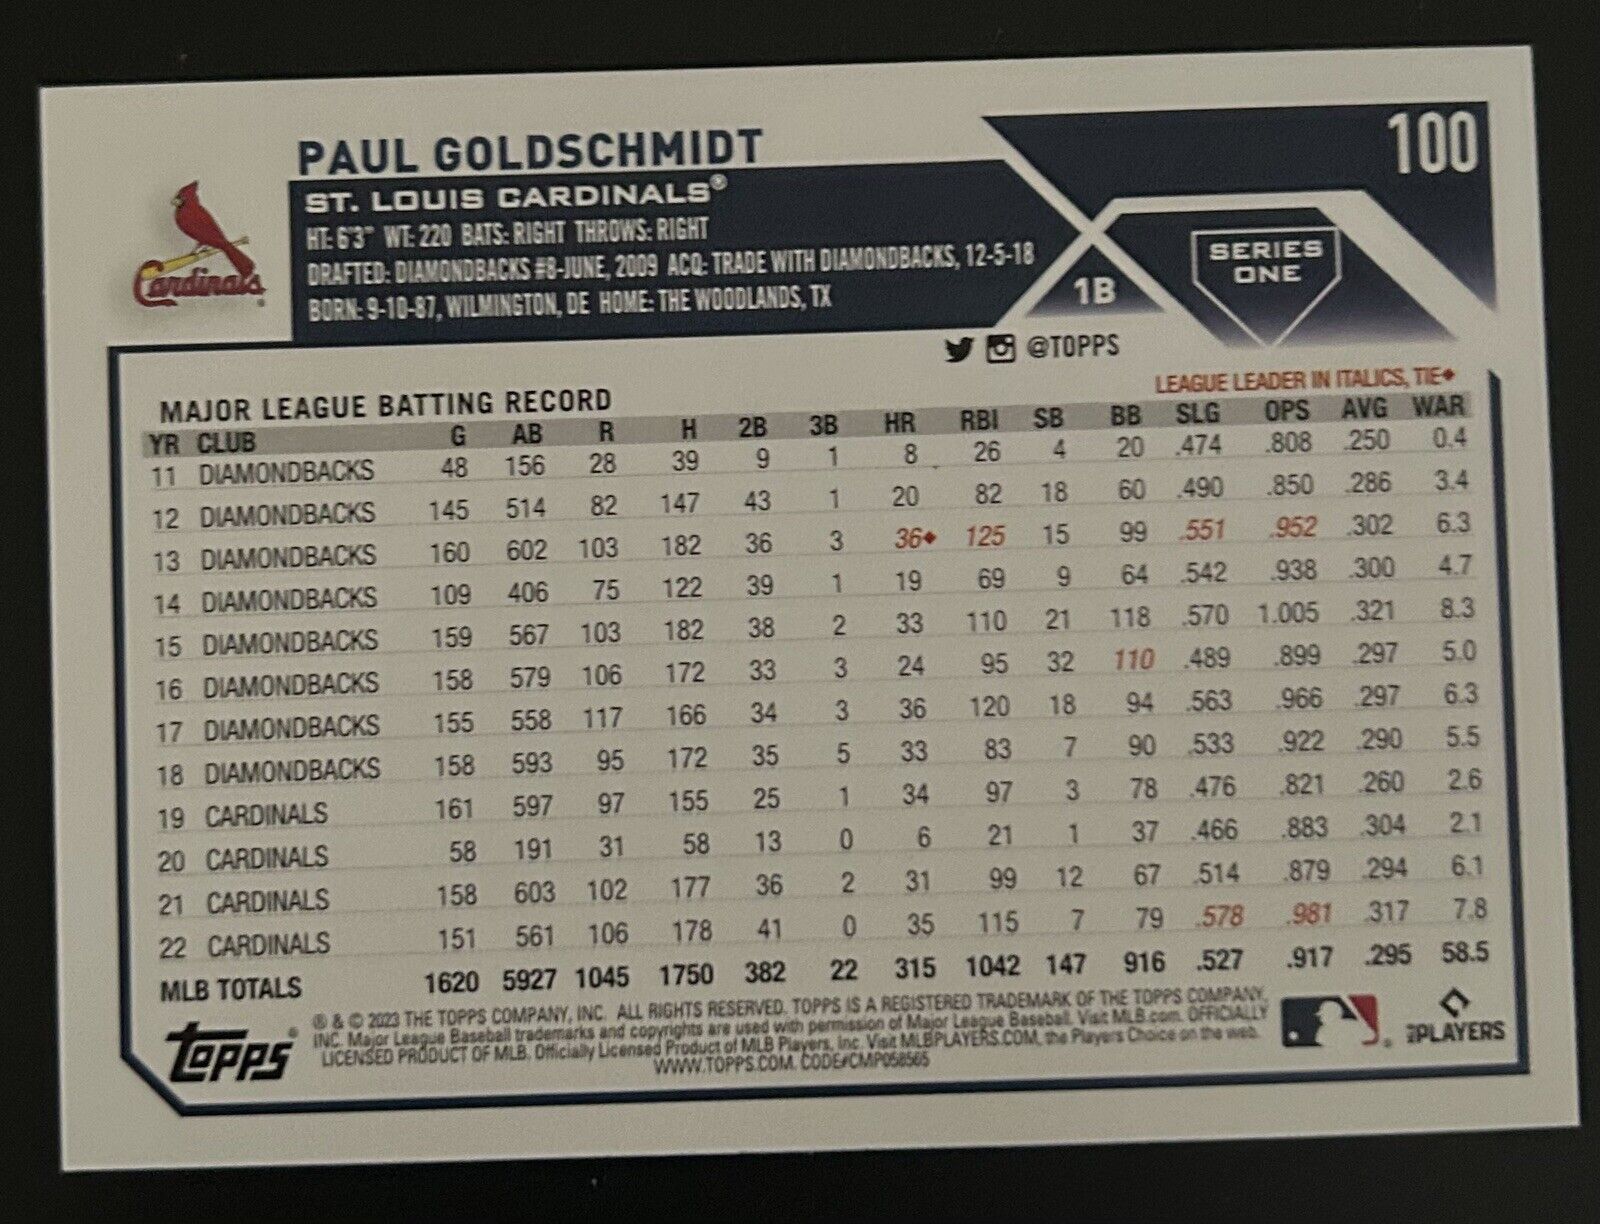 PAUL GOLDSCHMIDT
100
ST. LOUIS CARDINALS®
HT: 6'3" WT: 220 BATS: RIGHT THROWS: RIGHT
DRAFTED: DIAMONDBACKS #8-JUNE, 2009 ACQ: TRADE WITH DIAMONDBACKS, 12-5-18
BORN: 9-10-87, WILMINGTON, DE HOME: THE WOODLANDS, TX
Cardinals®
1B
SERIES
ONE
@TOPPS
MAJOR LEAGUE BATTING RECORD
LEAGUE LEADER IN ITALICS, TIE♦
YR CLUB G AB R H 2B 3B HR RBI SB BB SLG OPS AVG WAR
11 DIAMONDBACKS 48 156 28 39 9 1 8 26 4 20 .474 .808 .250 0.4
12 DIAMONDBACKS 145 514 82 147 43 1 20 82 18 60 .490 .850 .286 3.4
13 DIAMONDBACKS 160 602 103 182 36 3 36♦ 125 15 99 .551 .952 .302 6.3
14 DIAMONDBACKS 109 406 75 122 39 1 19 69 9 64 .542 .938 .300 4.7
15 DIAMONDBACKS 159 567 103 182 38 2 33 110 21 118 .570 1.005 .321 8.3
16 DIAMONDBACKS 158 579 106 172 33 3 24 95 32 110 .489 .899 .297 5.0
17 DIAMONDBACKS 155 558 117 166 34 3 36 120 18 94 .563 .966 .297 6.3
18 DIAMONDBACKS 158 593 95 172 35 5 33 83 7 90 .533 .922 .290 5.5
19 CARDINALS 161 597 97 155 25 1 34 97 3 78 .476 .821 .260 2.6
20 CARDINALS 58 191 31 58 13 0 6 21 1 37 .466 .883 .304 2.1
21 CARDINALS 158 603 102 177 36 2 31 99 12 67 .514 .879 .294 6.1
22 CARDINALS 151 561 106 178 41 0 35 115 7 79 .578 .981 .317 7.8
MLB TOTALS 1620 5927 1045 1750 382 22 315 1042 147 916 .527 .917 .295 58.5
topps®
® & © 2023 THE TOPPS COMPANY, INC. ALL RIGHTS RESERVED. TOPPS IS A REGISTERED TRADEMARK OF THE TOPPS COMPANY,
INC. Major League Baseball trademarks and copyrights are used with permission of Major League Baseball. Visit MLB.com. OFFICIALLY
LICENSED PRODUCT OF MLB. Officially Licensed Product of MLB Players, Inc. Visit MLBPLAYERS.COM, the Players Choice on the web.
WWW.TOPPS.COM. CODE#CMP058565
PLAYERS